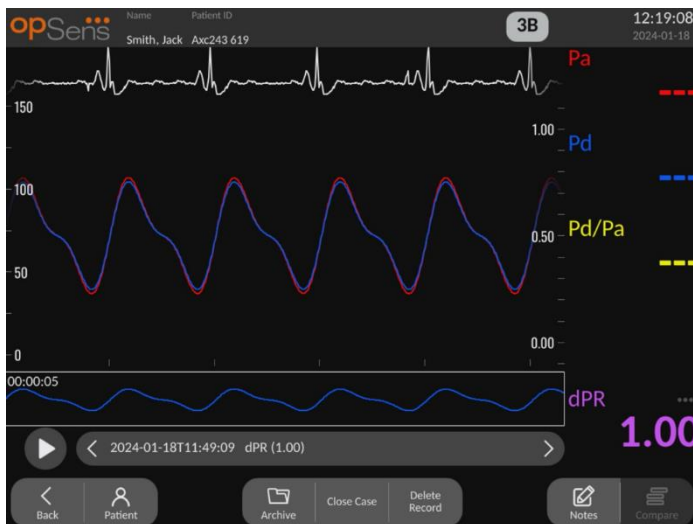 opSens
Name Patient ID
Smith, Jack Axc243 619
3B
12:19:08
2024-01-18
Pa
---
150
1.00
Pd
---
100
0.50
Pd/Pa
---
50
0.00
0
00:00:05
dPR
1.00
2024-01-18T11:49:09 dPR (1.00)
Back
Patient
Archive
Close Case
Delete
Record
Notes
Compare